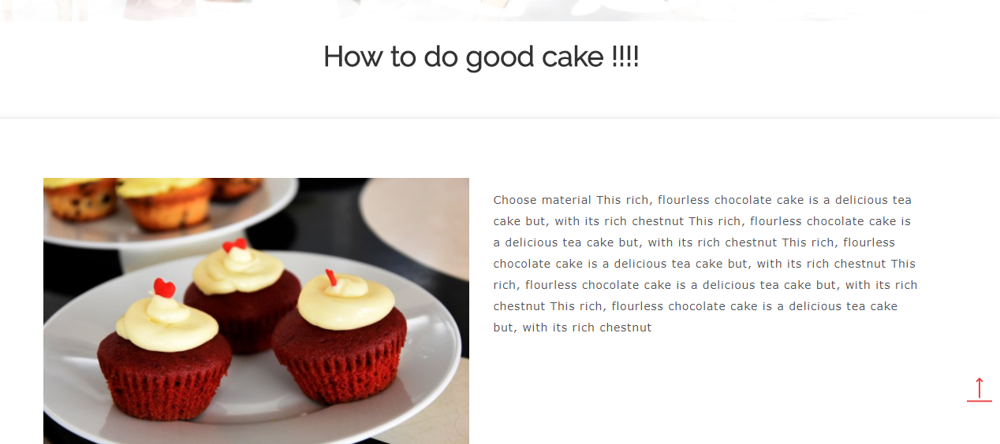 How to do good cake !!!!
Choose material This rich, flourless chocolate cake is a delicious tea
cake but, with its rich chestnut This rich, flourless chocolate cake is
a delicious tea cake but, with its rich chestnut This rich, flourless
chocolate cake is a delicious tea cake but, with its rich chestnut This
rich, flourless chocolate cake is a delicious tea cake but, with its rich
chestnut This rich, flourless chocolate cake is a delicious tea cake
but, with its rich chestnut